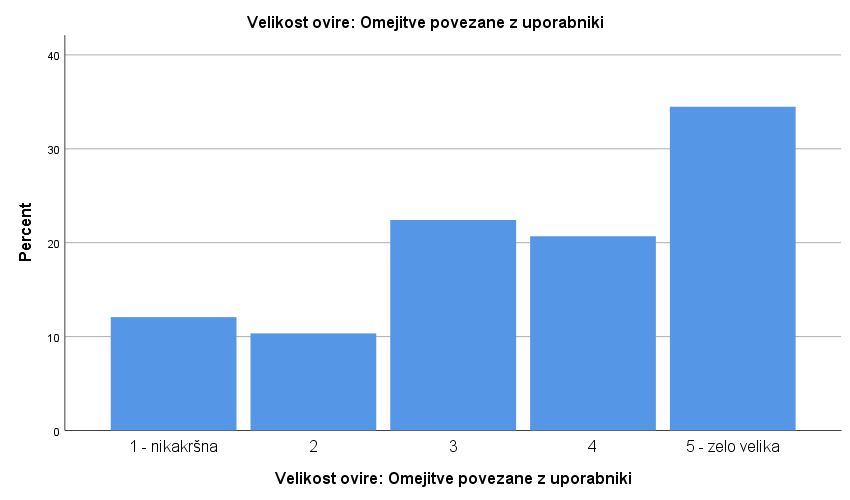 Velikost ovire: Omejitve povezane z uporabniki
40
30
20
10
0
Percent
1 - nikakršna
2
3
4
5 - zelo velika
Velikost ovire: Omejitve povezane z uporabniki